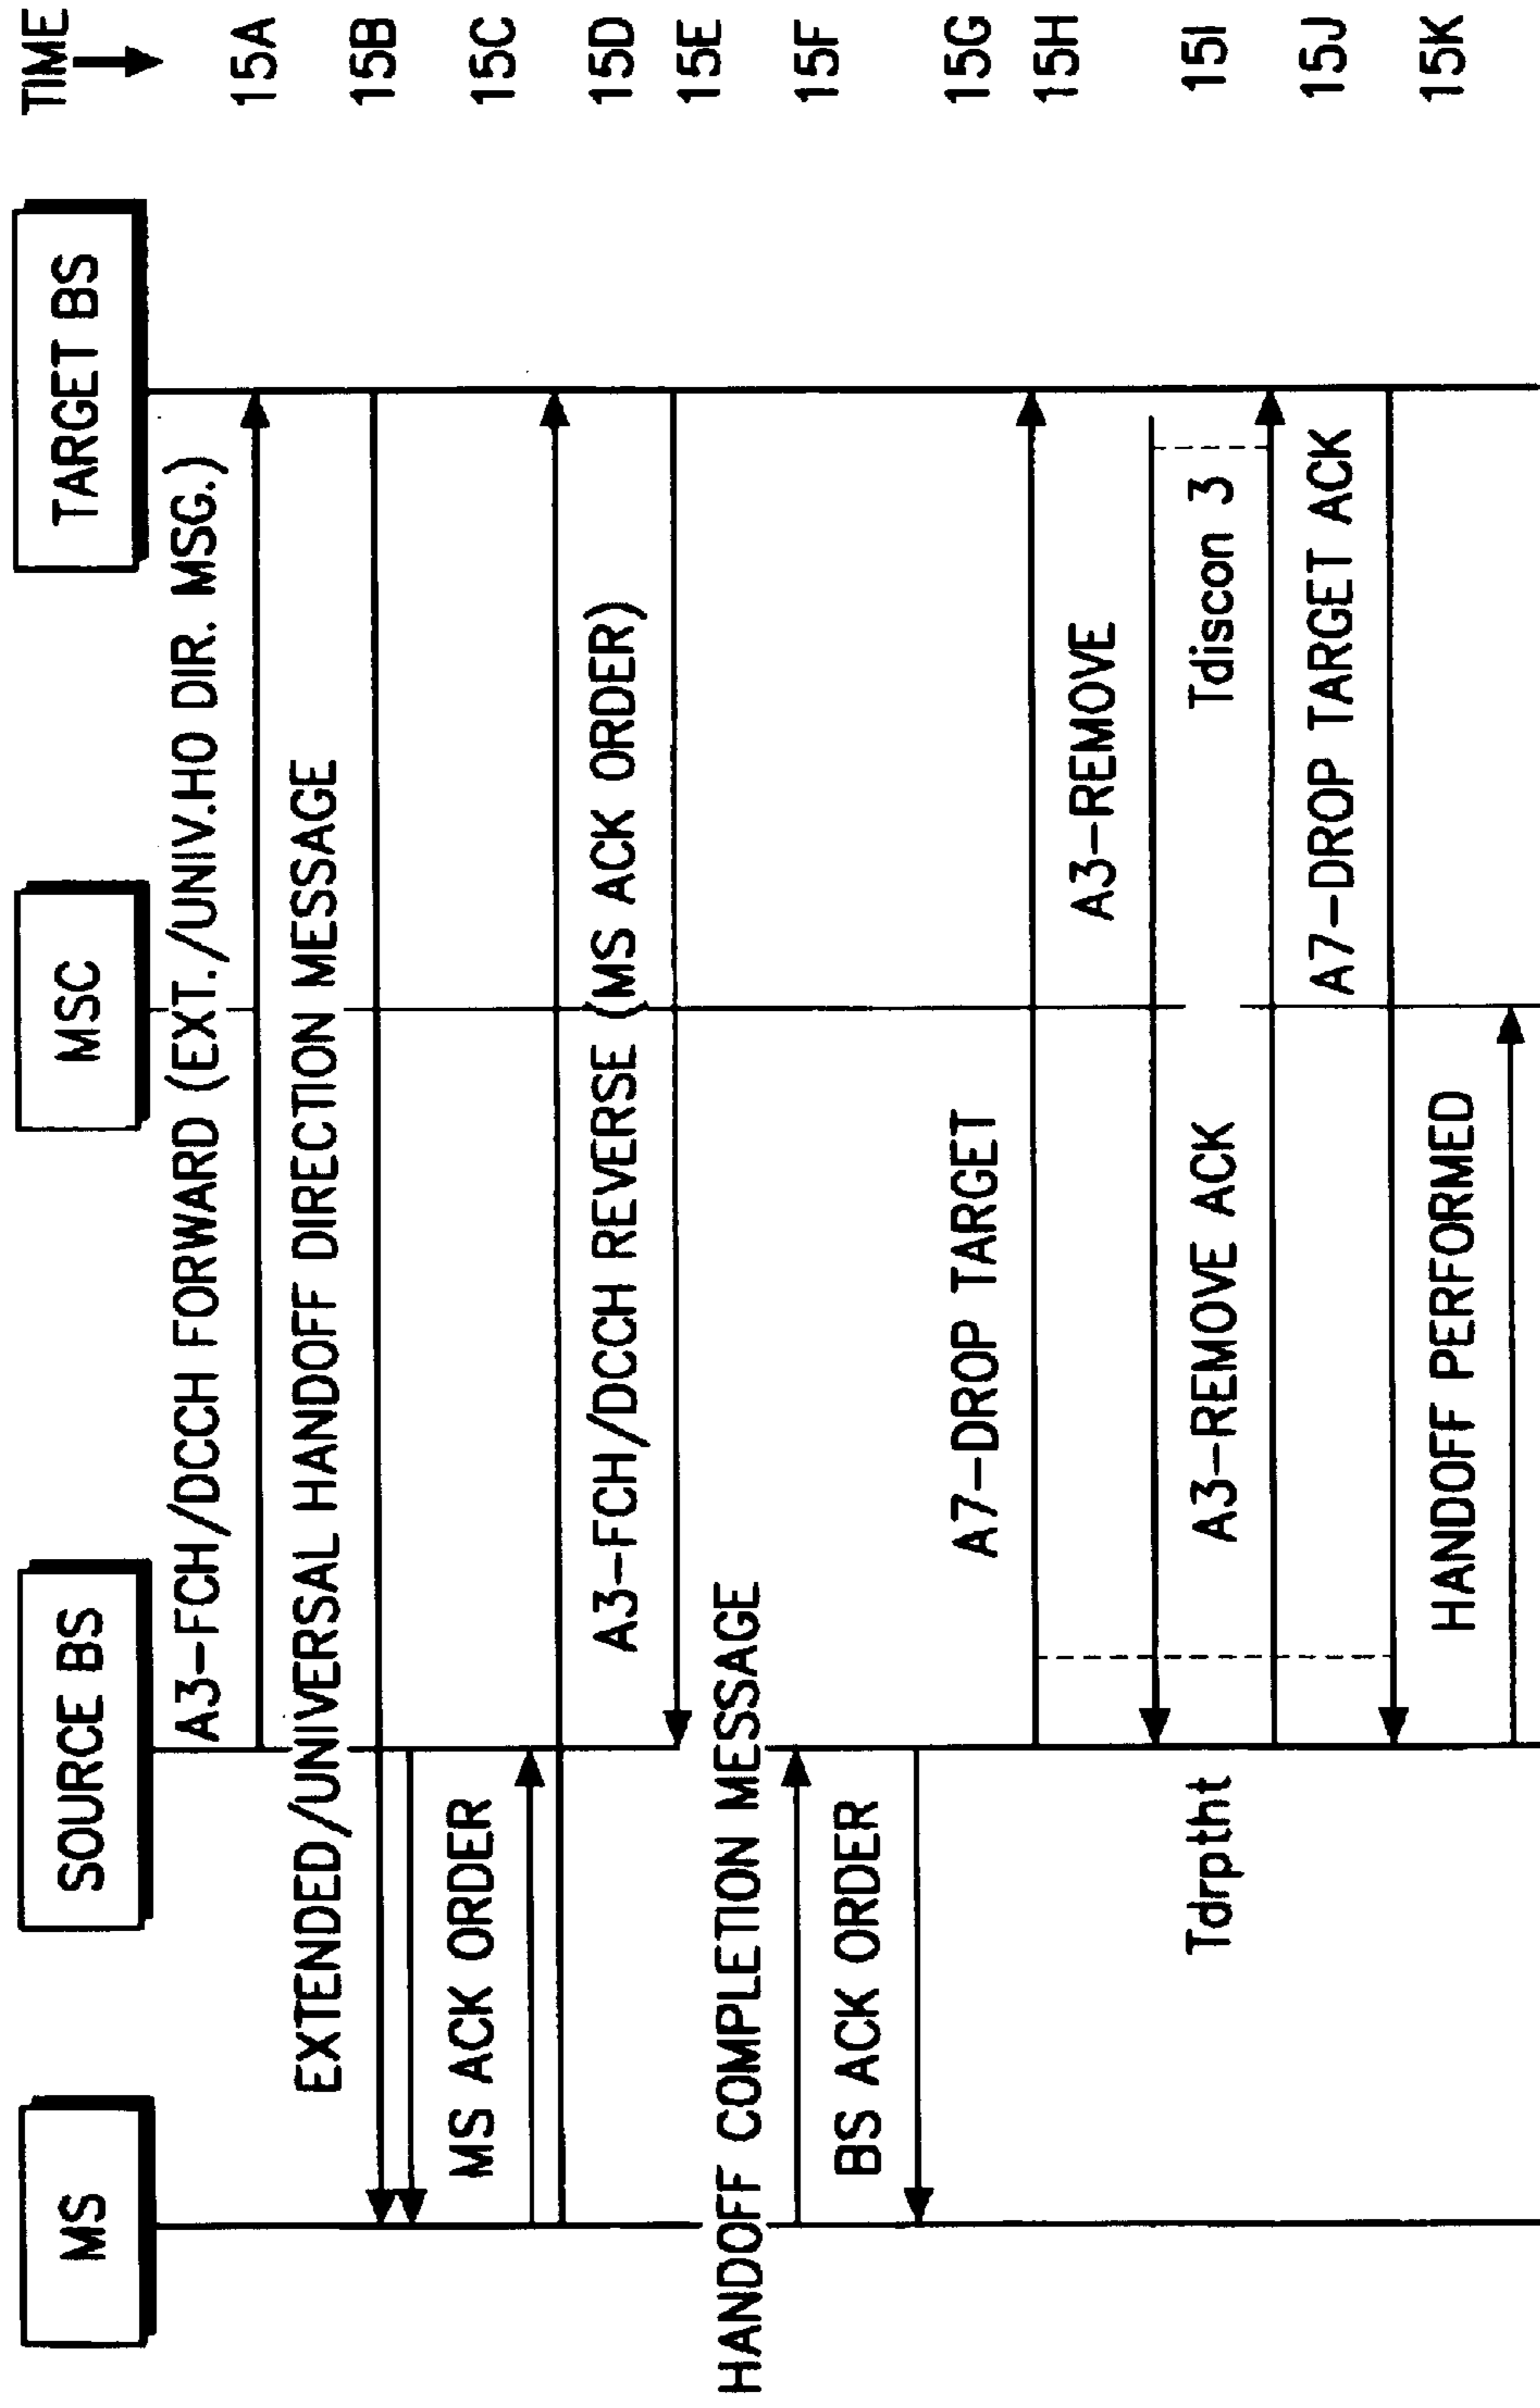 MS
SOURCE BS
MSC
TARGET BS
TIME
A3-FCH/DCCH FORWARD (EXT./UNIV.HO DIR. MSG.)
15A
EXTENDED/UNIVERSAL HANDOFF DIRECTION MESSAGE
15B
MS ACK ORDER
15C
A3-FCH/DCCH REVERSE (MS ACK ORDER)
15D
15E
HANDOFF COMPLETION MESSAGE
BS ACK ORDER
15F
A7-DROP TARGET
15G
A3-REMOVE
15H
Tdrptht
A3-REMOVE ACK
Tdiscon 3
15I
A7-DROP TARGET ACK
15J
HANDOFF PERFORMED
15K